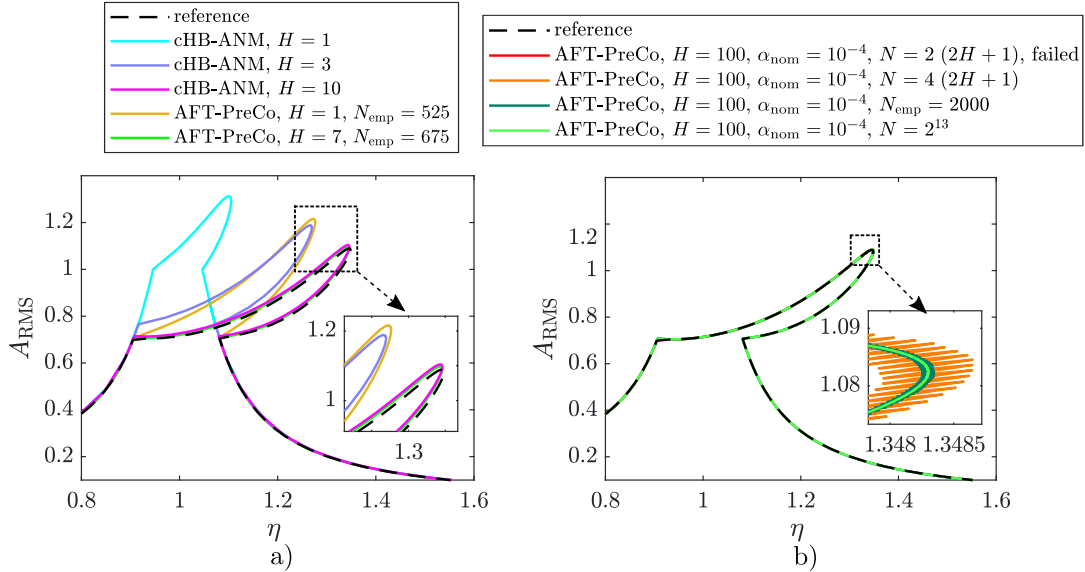 reference
cHB-ANM, H = 1
cHB-ANM, H = 3
cHB-ANM, H = 10
AFT-PreCo, H = 1, N_emp = 525
AFT-PreCo, H = 7, N_emp = 675
reference
AFT-PreCo, H = 100, α_nom = 10^−4, N = 2 (2H + 1), failed
AFT-PreCo, H = 100, α_nom = 10^−4, N = 4 (2H + 1)
AFT-PreCo, H = 100, α_nom = 10^−4, N_emp = 2000
AFT-PreCo, H = 100, α_nom = 10^−4, N = 2^13
A_RMS
1.2
1
0.8
0.6
0.4
0.2
0.8 1 1.2 1.4 1.6
η
1.2
1
1.3
a)
A_RMS
1.2
1
0.8
0.6
0.4
0.2
0.8 1 1.2 1.4 1.6
η
1.09
1.08
1.348 1.3485
b)